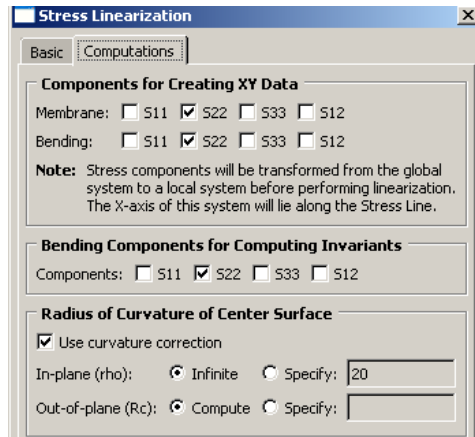 Stress Linearization
Basic Computations
Components for Creating XY Data
Membrane: S11 S22 S33 S12
Bending: S11 S22 S33 S12
Note: Stress components will be transformed from the global
system to a local system before performing linearization.
The X-axis of this system will lie along the Stress Line.
Bending Components for Computing Invariants
Components: S11 S22 S33 S12
Radius of Curvature of Center Surface
Use curvature correction
In-plane (rho): Infinite Specify: 20
Out-of-plane (Rc): Compute Specify: